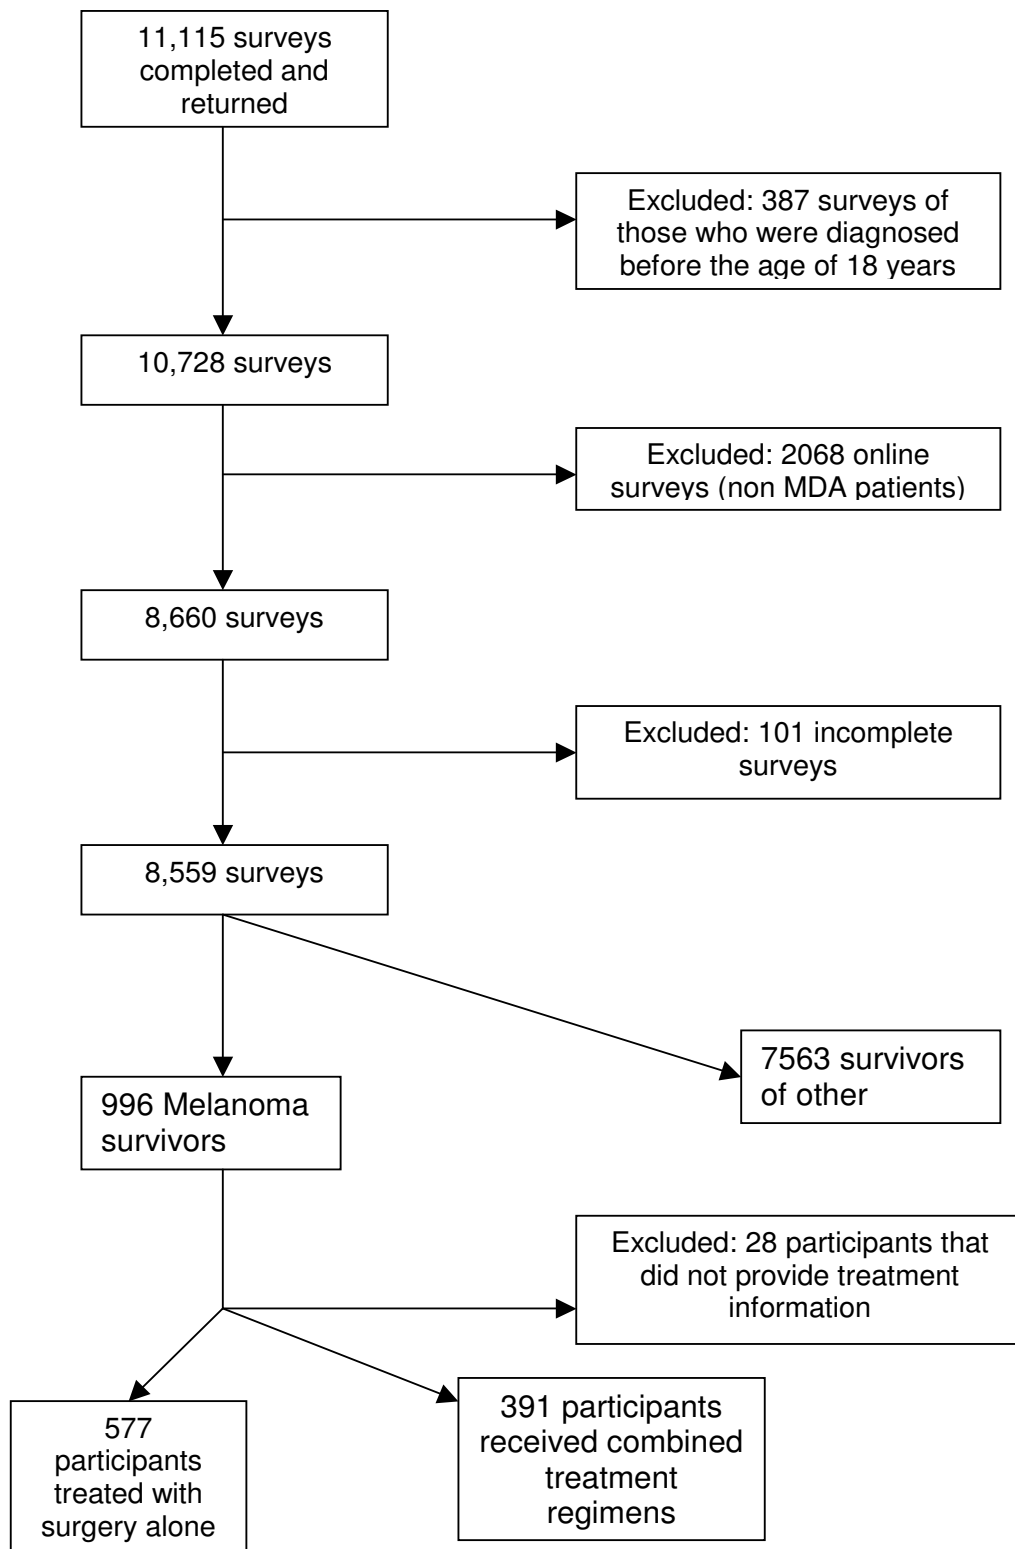 11,115 surveys
completed and
returned
Excluded: 387 surveys of
those who were diagnosed
before the age of 18 years
10,728 surveys
Excluded: 2068 online
surveys (non MDA patients)
8,660 surveys
Excluded: 101 incomplete
surveys
8,559 surveys
7563 survivors
of other
996 Melanoma
survivors
Excluded: 28 participants that
did not provide treatment
information
577
participants
treated with
surgery alone
391 participants
received combined
treatment
regimens